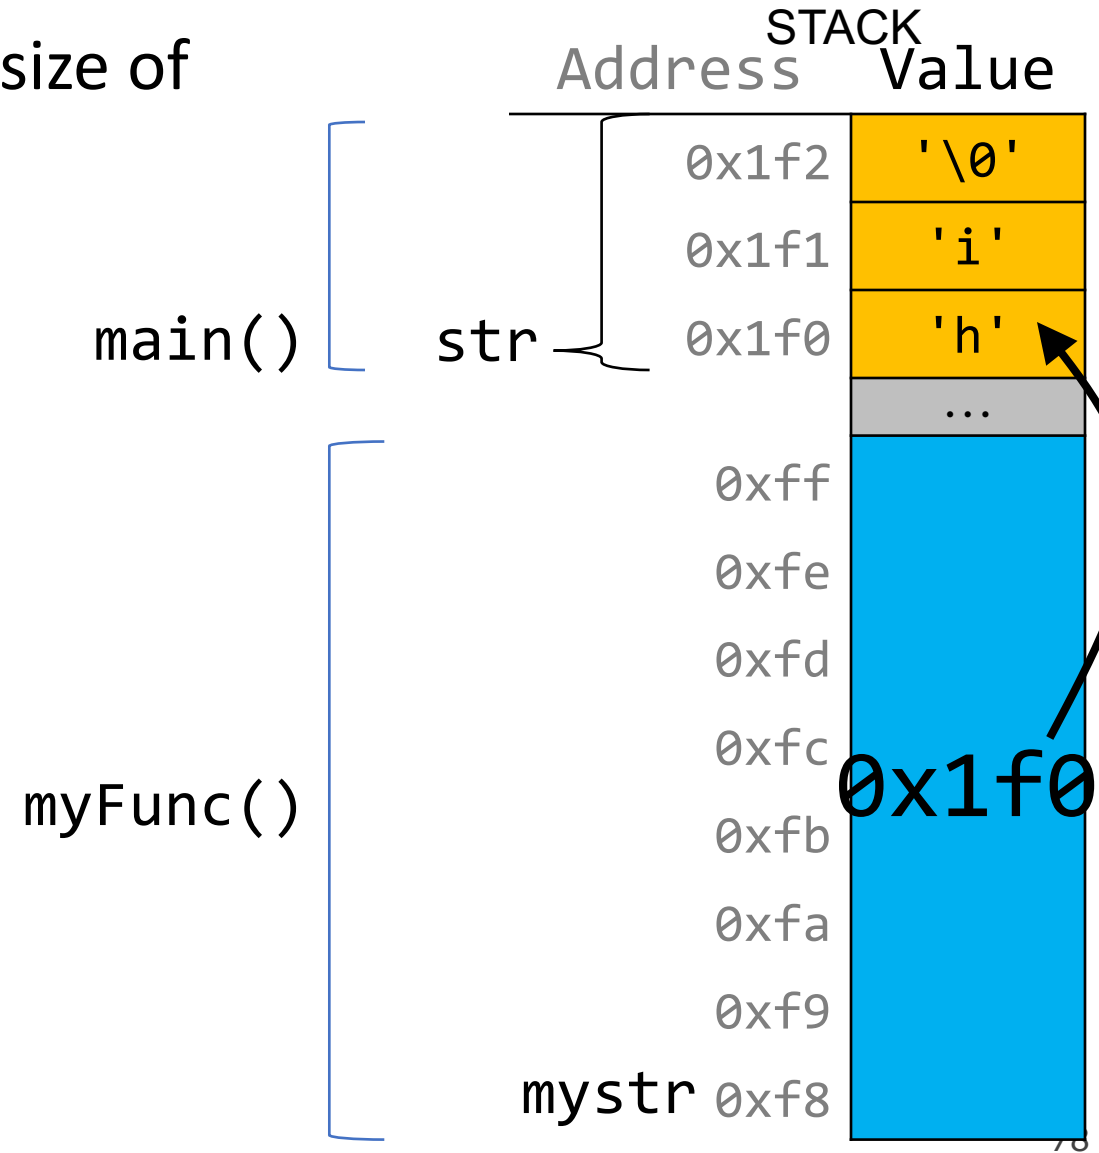 STACK
size of
Address Value
0x1f2 '\0'
0x1f1 'i'
main() str 0x1f0 'h'
...
0xff
0xfe
0xfd
0xfc
0x1f0
myFunc()
0xfb
0xfa
0xf9
mystr 0xf8
78